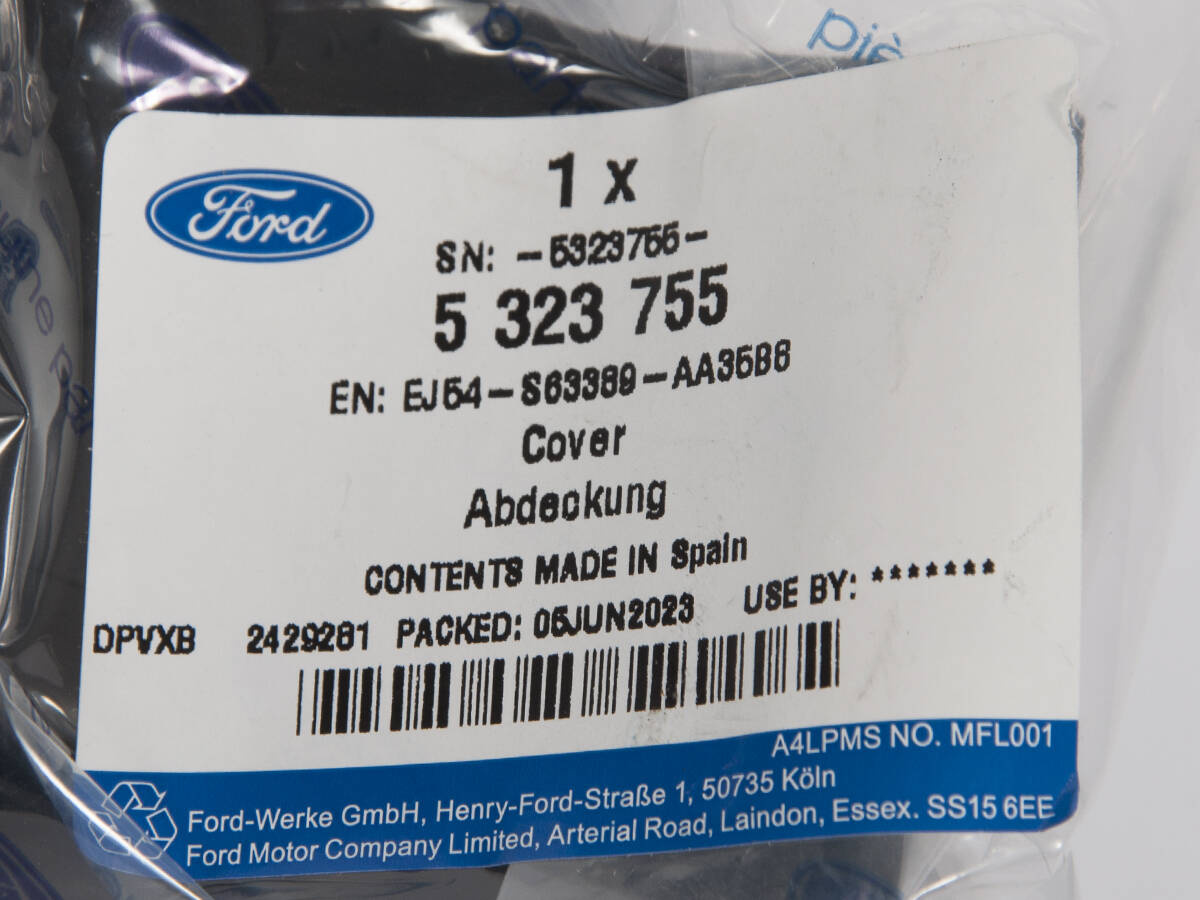 piè
Ford
1 x
SN: -5323755-
5 323 755
EN: EJ54-S63389-AA35B8
Cover
Abdeckung
CONTENTS MADE IN Spain
DPVXB 2429281 PACKED: 05JUN2023 USE BY: *******
A4LPMS NO. MFL001
Ford-Werke GmbH, Henry-Ford-Straße 1, 50735 Köln
Ford Motor Company Limited, Arterial Road, Laindon, Essex. SS15 6EE